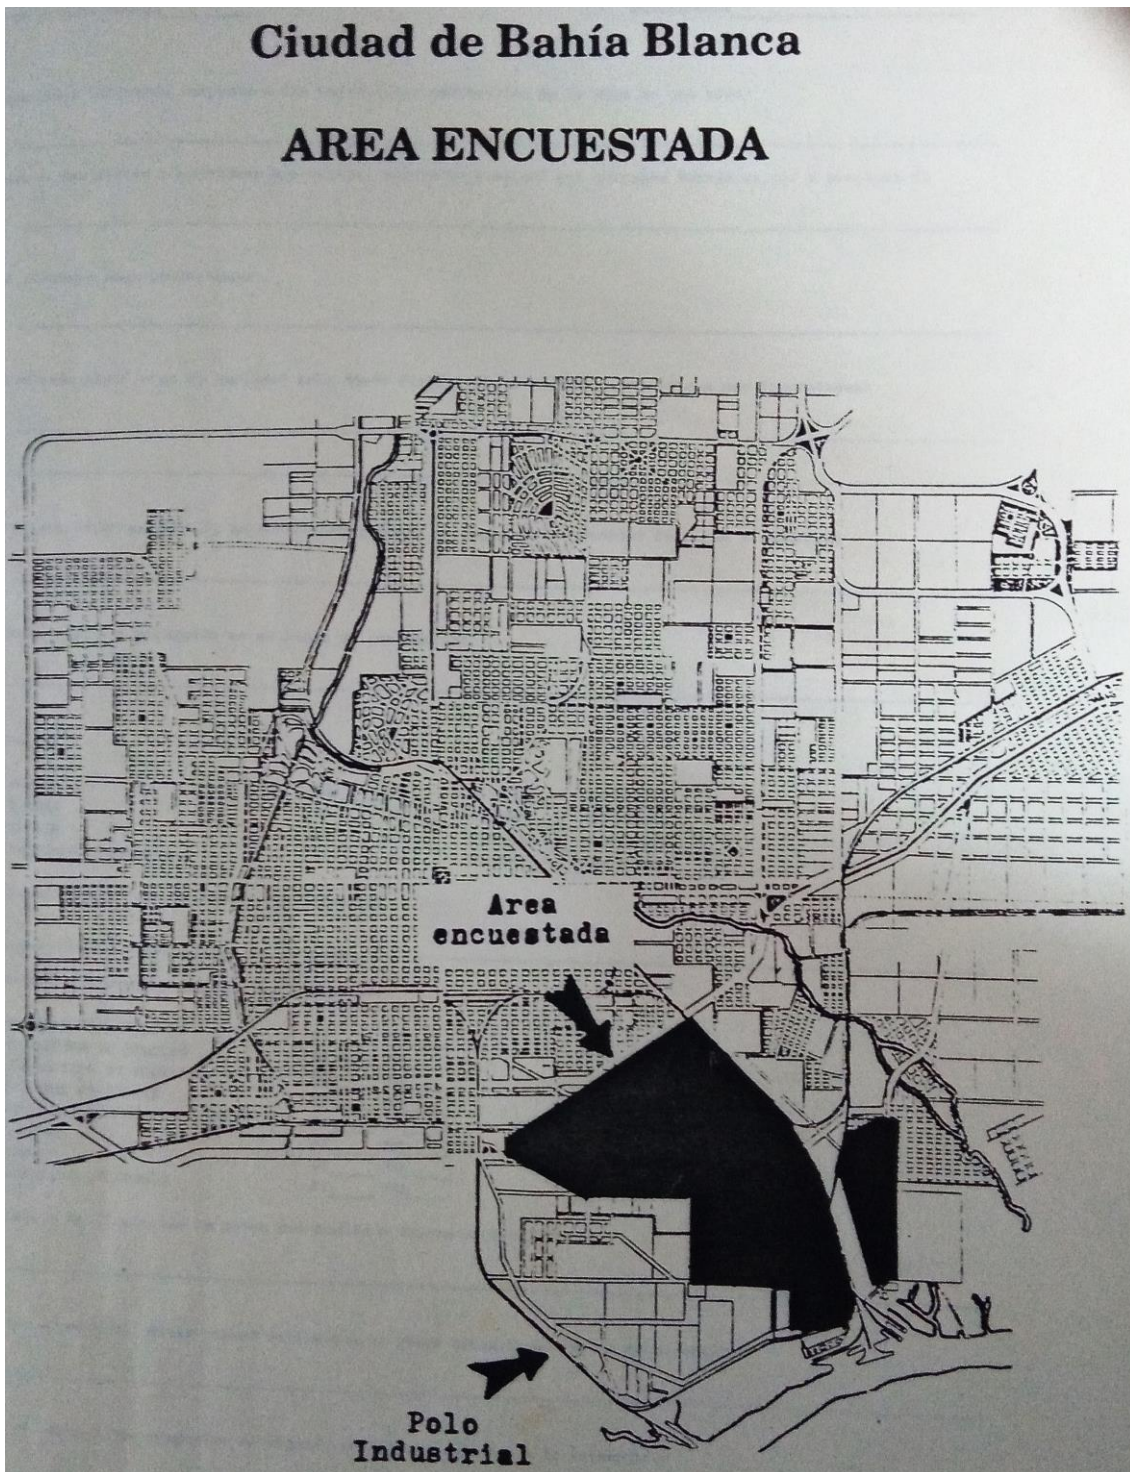 Ciudad de Bahía Blanca
AREA ENCUESTADA
Area
encuestada
Polo
Industrial